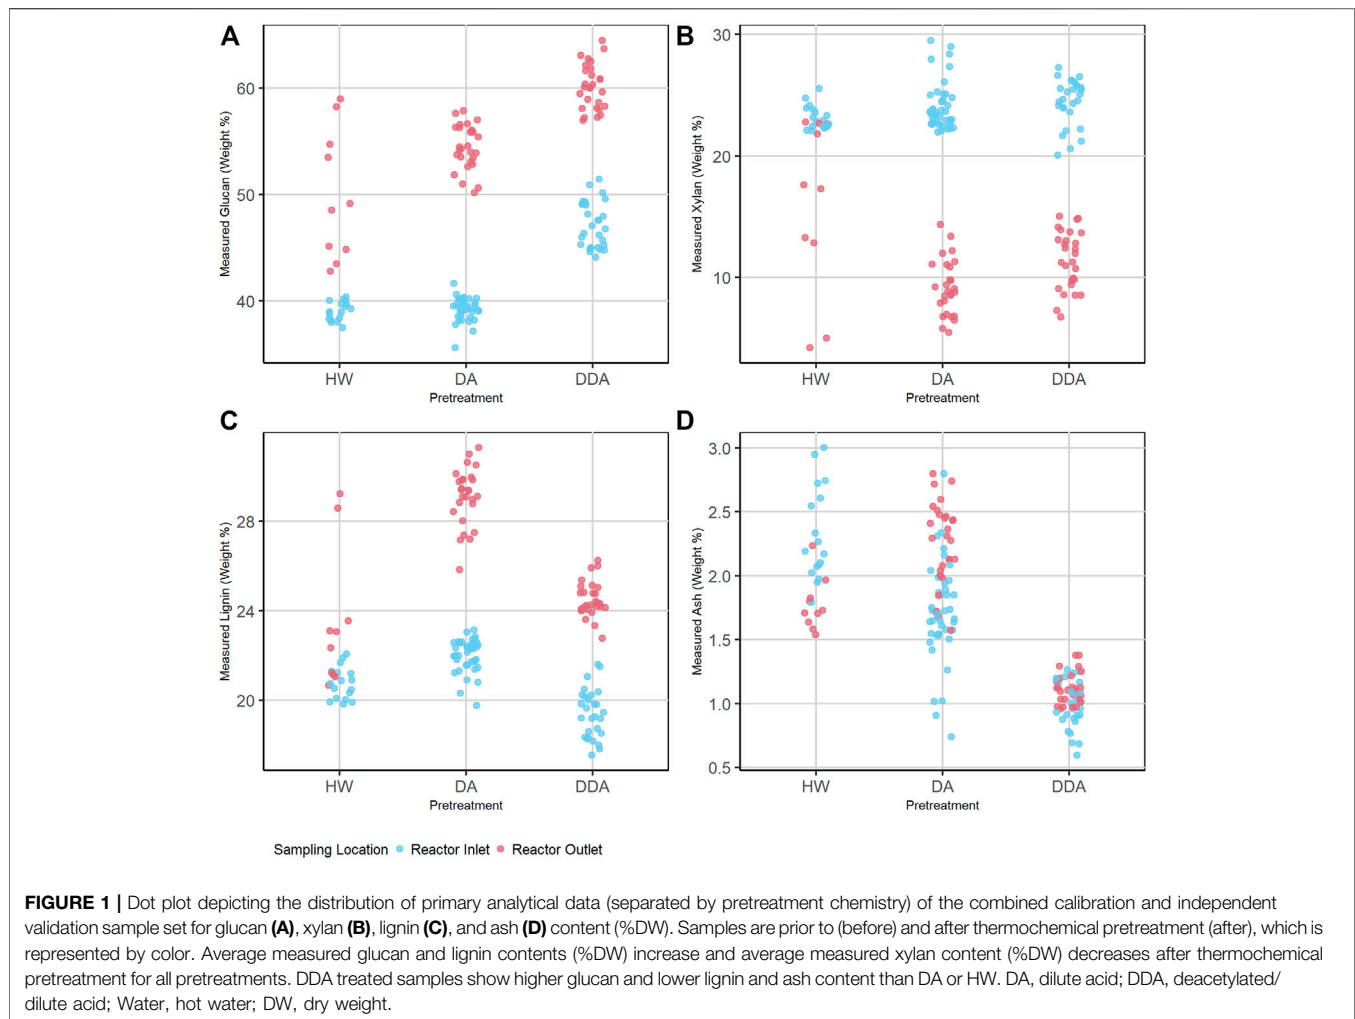 A
Measured Glucan (Weight %)
60
50
40
HW DA DDA
Pretreatment
B
Measured Xylan (Weight %)
30
20
10
HW DA DDA
Pretreatment
C
Measured Lignin (Weight %)
28
24
20
HW DA DDA
Pretreatment
D
Measured Ash (Weight %)
3.0
2.5
2.0
1.5
1.0
0.5
HW DA DDA
Pretreatment
Sampling Location Reactor Inlet Reactor Outlet
FIGURE 1 | Dot plot depicting the distribution of primary analytical data (separated by pretreatment chemistry) of the combined calibration and independent
validation sample set for glucan (A), xylan (B), lignin (C), and ash (D) content (%DW). Samples are prior to (before) and after thermochemical pretreatment (after), which is
represented by color. Average measured glucan and lignin contents (%DW) increase and average measured xylan content (%DW) decreases after thermochemical
pretreatment for all pretreatments. DDA treated samples show higher glucan and lower lignin and ash content than DA or HW. DA, dilute acid; DDA, deacetylated/
dilute acid; Water, hot water; DW, dry weight.